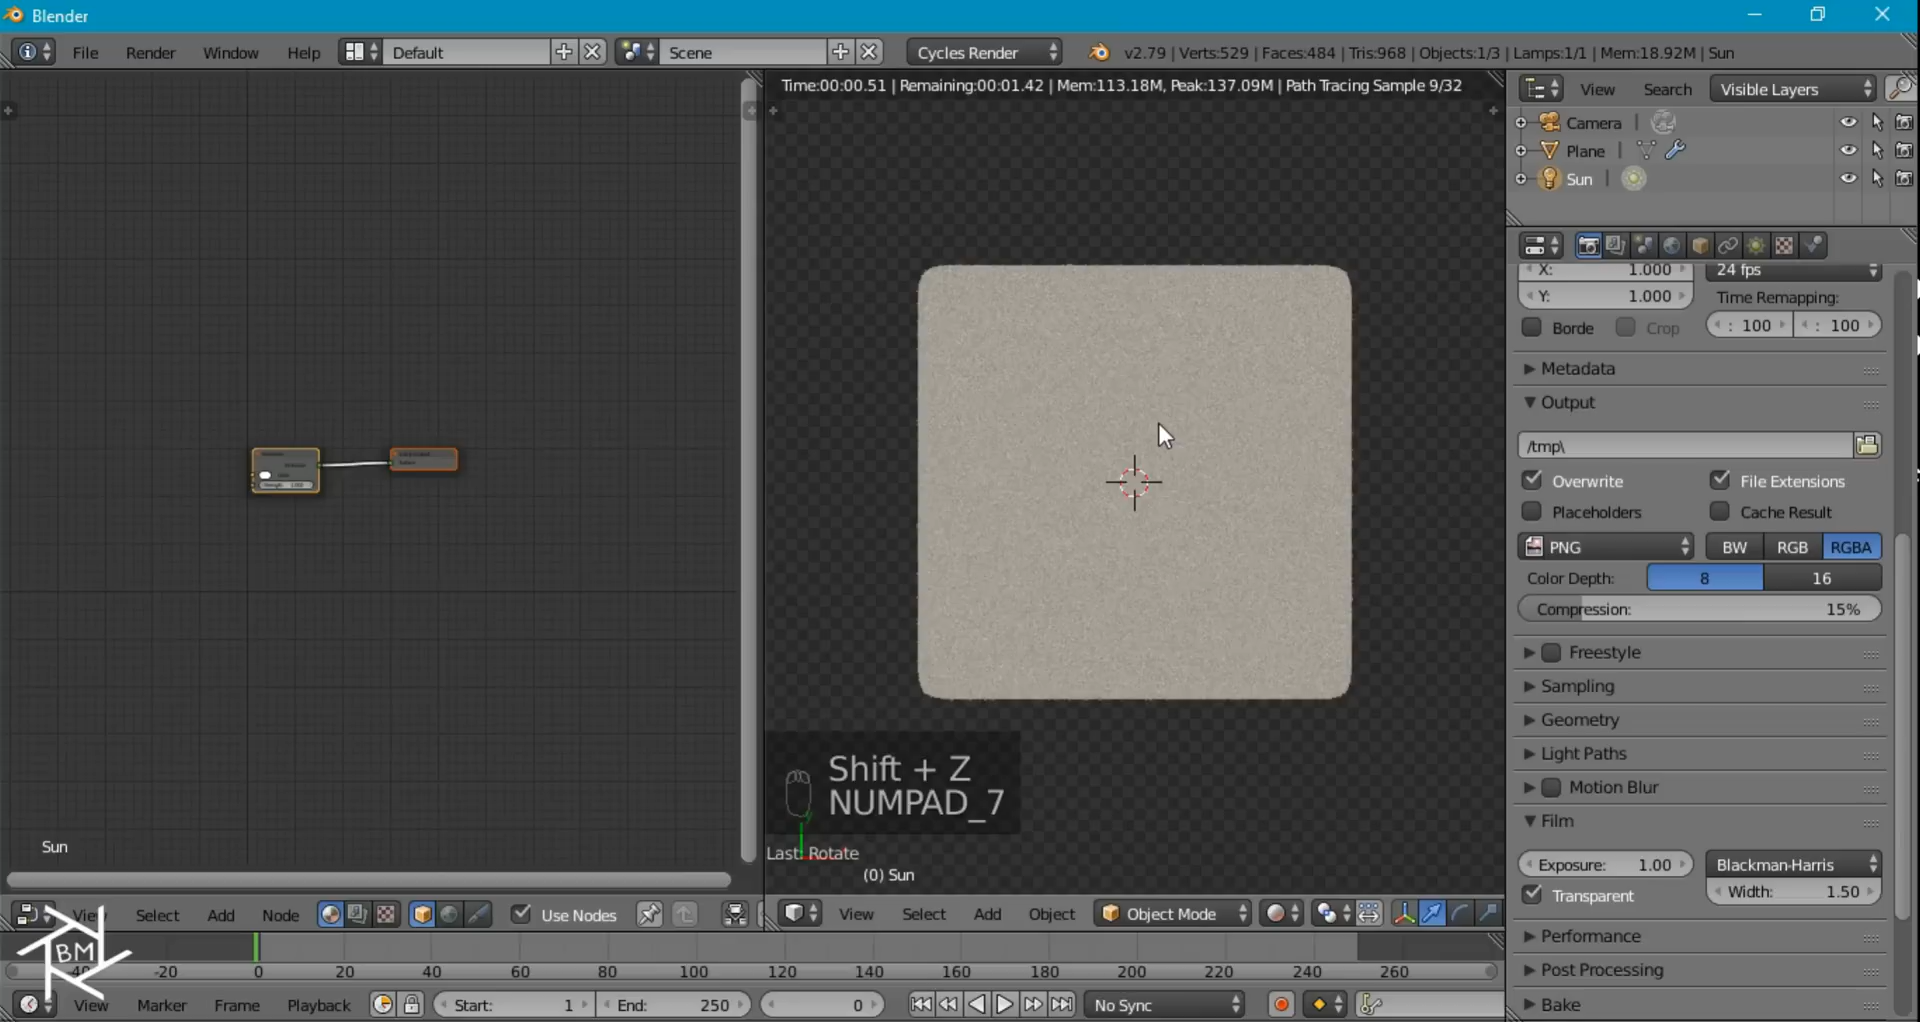 Blender
File Render Window Help Default Scene Cycles Render v2.79 | Verts:529 | Faces:484 | Tris:968 | Objects:1/3 | Lamps:1/1 | Mem:18.92M | Sun
Time:00:00.51 | Remaining:00:01.42 | Mem:113.18M, Peak:137.09M | Path Tracing Sample 9/32
View Search Visible Layers
Camera
Plane
Sun
X: 1.000 24 fps
Y: 1.000 Time Remapping:
Borde Crop : 100 : 100
Metadata
Output
/tmp\
Overwrite File Extensions
Placeholders Cache Result
PNG BW RGB RGBA
Color Depth: 8 16
Compression: 15%
Freestyle
Sampling
Geometry
Light Paths
Motion Blur
Film
Exposure: 1.00 Blackman-Harris
Transparent Width: 1.50
Performance
Post Processing
Bake
Shift + Z
NUMPAD_7
Last: Rotate
(0) Sun
Sun
View Select Add Node Use Nodes
View Select Add Object Object Mode
BM
-40 -20 0 20 40 60 80 100 120 140 160 180 200 220 240 260
View Marker Frame Playback Start: 1 End: 250 0 No Sync